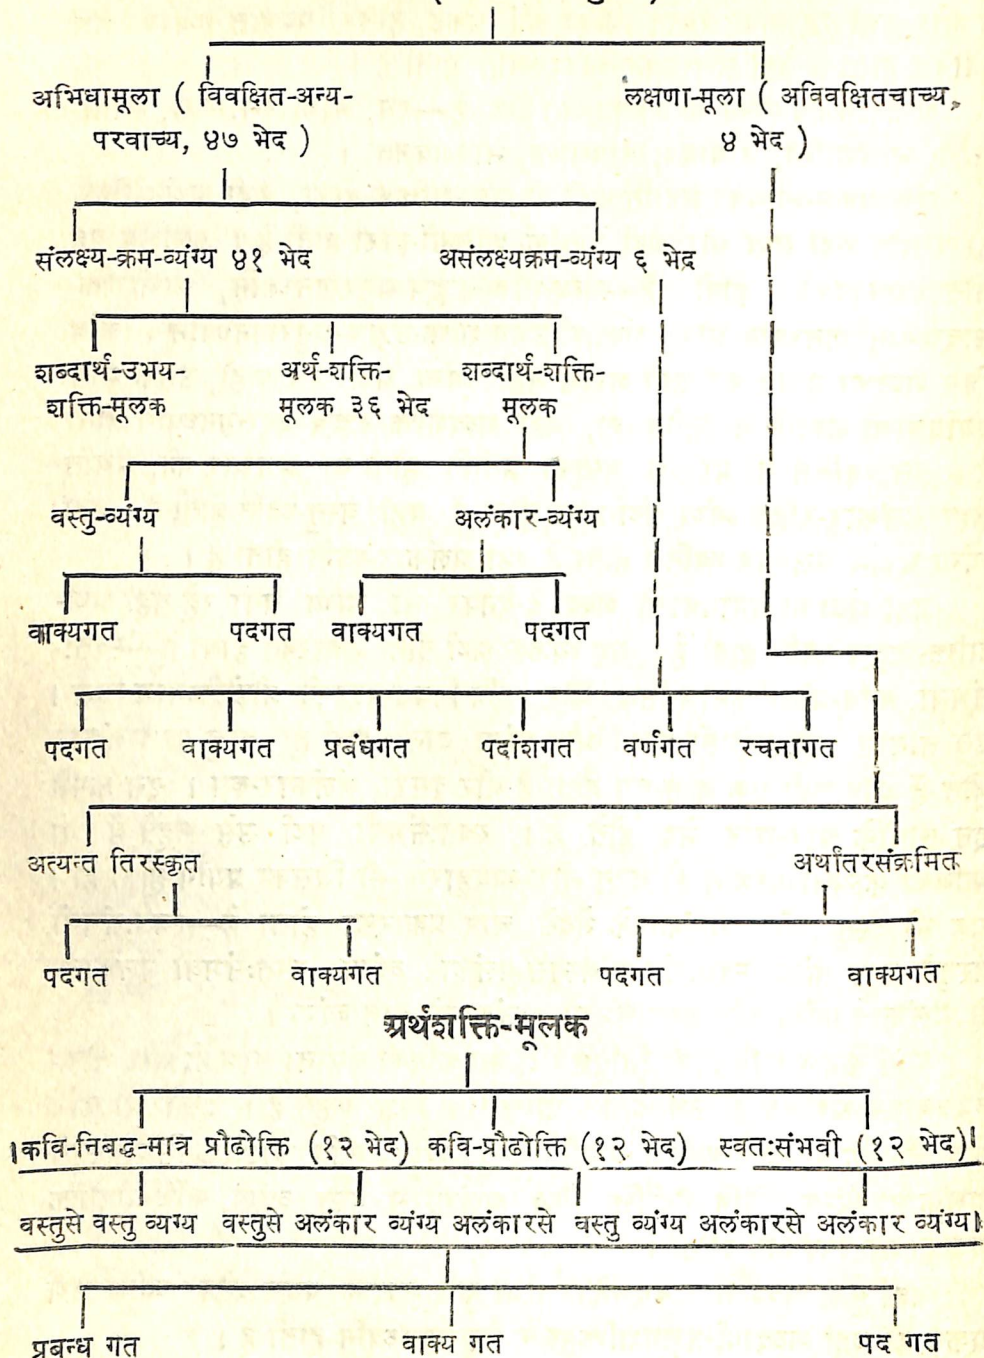 अभिधामूला ( विवक्षित-अन्य- लक्षणा-मूला ( अविवक्षितचाच्य,
परवाच्य, ४७ भेद ) ४ भेद )
संलक्ष्य-क्रम-व्यंग्य ४१ भेद असंलक्ष्यक्रम-व्यंग्य ६ भेद
शब्दार्थ-उभय- अर्थ-शक्ति- शब्दार्थ-शक्ति-
शक्ति-मूलक मूलक ३६ भेद मूलक
वस्तु-व्यंग्य अलंकार-व्यंग्य
वाक्यगत पदगत वाक्यगत पदगत
पदगत वाक्यगत प्रबंधगत पदांशगत वर्णगत रचनागत
अत्यन्त तिरस्कृत अर्थांतरसंक्रमित
पदगत वाक्यगत पदगत वाक्यगत
अर्थशक्ति-मूलक
कवि-निबद्ध-मात्र प्रौढोक्ति (१२ भेद) कवि-प्रौढोक्ति (१२ भेद) स्वतःसंभवी (१२ भेद)
वस्तुसे वस्तु व्यग्य वस्तुसे अलंकार व्यंग्य अलंकारसे वस्तु व्यंग्य अलंकारसे अलंकार व्यंग्य
प्रबन्ध गत वाक्य गत पद गत